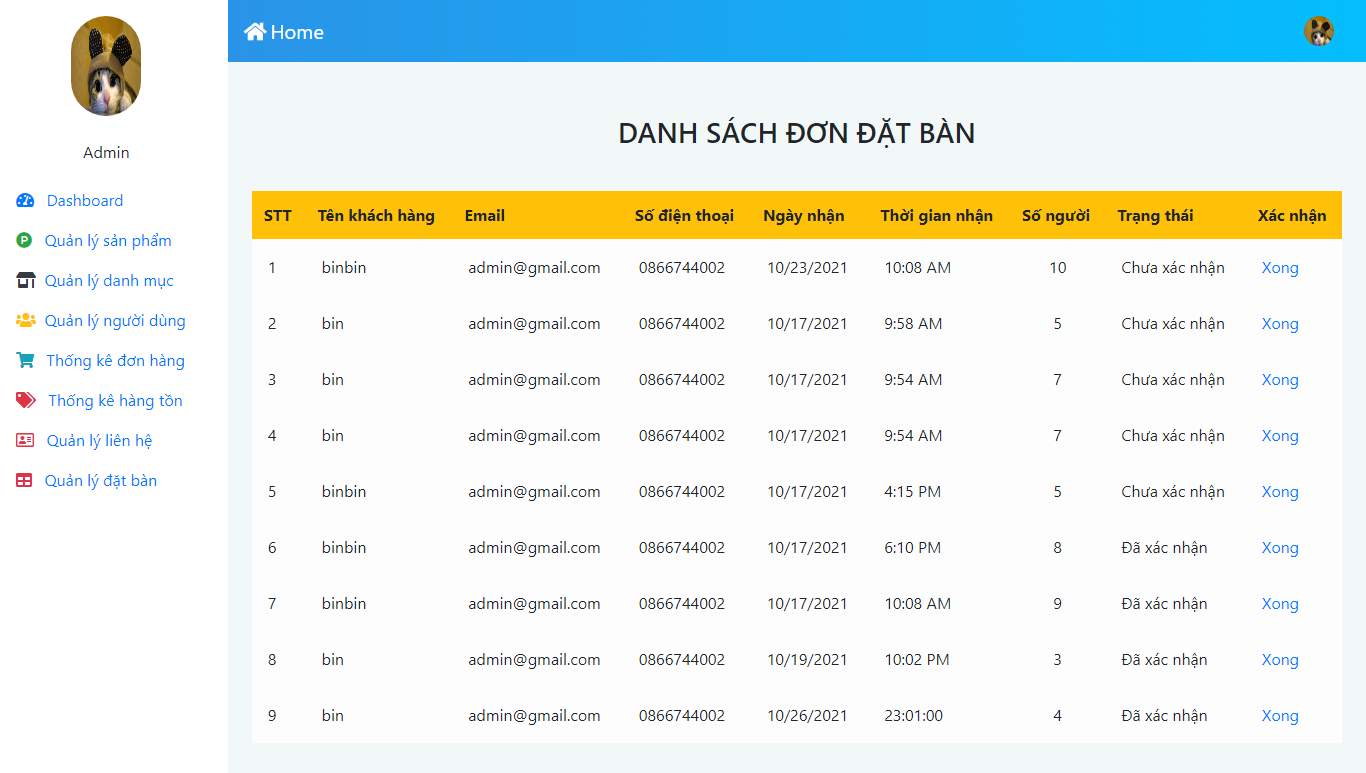 Home
Admin
Dashboard
P Quản lý sản phẩm
Quản lý danh mục
Quản lý người dùng
Thống kê đơn hàng
Thống kê hàng tồn
Quản lý liên hệ
Quản lý đặt bàn
DANH SÁCH ĐƠN ĐẶT BÀN
STT Tên khách hàng Email Số điện thoại Ngày nhận Thời gian nhận Số người Trạng thái Xác nhận
1 binbin admin@gmail.com 0866744002 10/23/2021 10:08 AM 10 Chưa xác nhận Xong
2 bin admin@gmail.com 0866744002 10/17/2021 9:58 AM 5 Chưa xác nhận Xong
3 bin admin@gmail.com 0866744002 10/17/2021 9:54 AM 7 Chưa xác nhận Xong
4 bin admin@gmail.com 0866744002 10/17/2021 9:54 AM 7 Chưa xác nhận Xong
5 binbin admin@gmail.com 0866744002 10/17/2021 4:15 PM 5 Chưa xác nhận Xong
6 binbin admin@gmail.com 0866744002 10/17/2021 6:10 PM 8 Đã xác nhận Xong
7 binbin admin@gmail.com 0866744002 10/17/2021 10:08 AM 9 Đã xác nhận Xong
8 bin admin@gmail.com 0866744002 10/19/2021 10:02 PM 3 Đã xác nhận Xong
9 bin admin@gmail.com 0866744002 10/26/2021 23:01:00 4 Đã xác nhận Xong